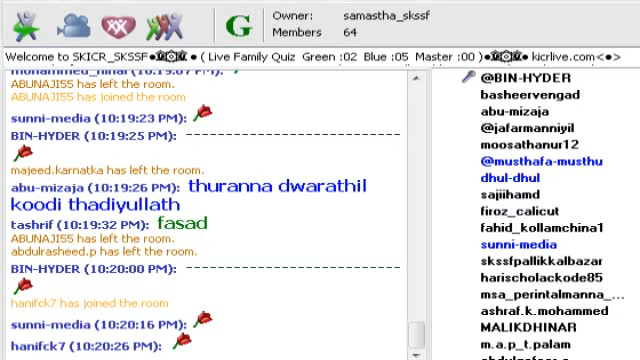 G
Owner: samastha_skssf
Members 64
Welcome to SKICR_SKSSF ( Live Family Quiz Green :02 Blue :05 Master :00 ) kicrlive.com<●>
muhammed_nihal (10:19:07 PM):
ABUNAJI55 has left the room.
ABUNAJI55 has joined the room
sunni-media (10:19:23 PM):
BIN-HYDER (10:19:25 PM): ---------------------------
majeed.karnatka has left the room.
abu-mizaja (10:19:26 PM): thuranna dwarathil
koodi thadiyullath
tashrif (10:19:32 PM): fasad
ABUNAJI55 has left the room.
abdulrasheed.p has left the room.
BIN-HYDER (10:20:00 PM): ---------------------------
hanifck7 has joined the room
sunni-media (10:20:16 PM):
hanifck7 (10:20:26 PM):
@BIN-HYDER
basheervengad
abu-mizaja
@jafarmanniyil
moosathanur12
@musthafa-musthu
dhul-dhul
sajiihamd
firoz_calicut
fahid_kollamchina1
sunni-media
skssfpallikkalbazar
harischolackode85
msa_perintalmanna_...
ashraf.k.mohammed
MALIKDHINAR
m.a.p_t.palam